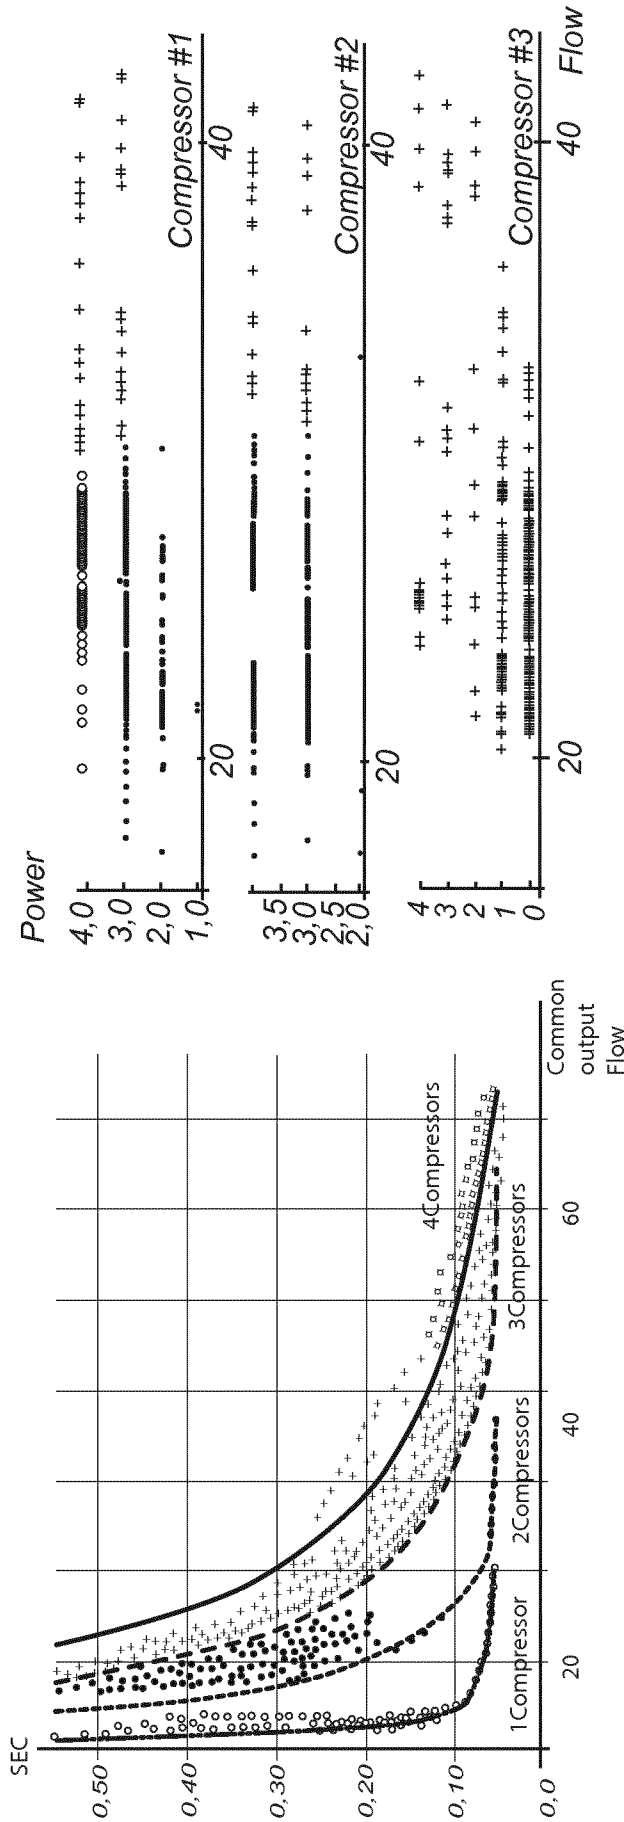 SEC
0,50
0,40
0,30
0,20
0,10
0,0
20
40
60
Common
output
Flow
1Compressor
2Compressors
3Compressors
4Compressors
Power
4,0
3,0
2,0
1,0
20
40
Compressor #1
3,5
3,0
2,5
2,0
20
40
Compressor #2
4
3
2
1
0
20
40
Compressor #3
Flow